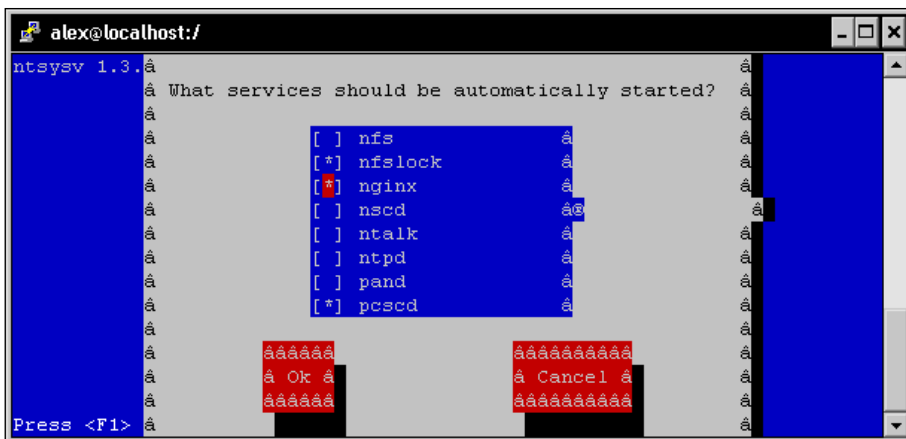 alex@localhost:/
ntsysv 1.3.â â
â What services should be automatically started? â
â â
â [ ] nfs â â
â [*] nfslock â â
â [*] nginx â â
â [ ] nscd â® â
â [ ] ntalk â â
â [ ] ntpd â â
â [ ] pand â â
â [*] pcscd â â
â â
â ââââââ ââââââââââ â
â â Ok â â Cancel â â
â ââââââ ââââââââââ â
Press <F1> â â